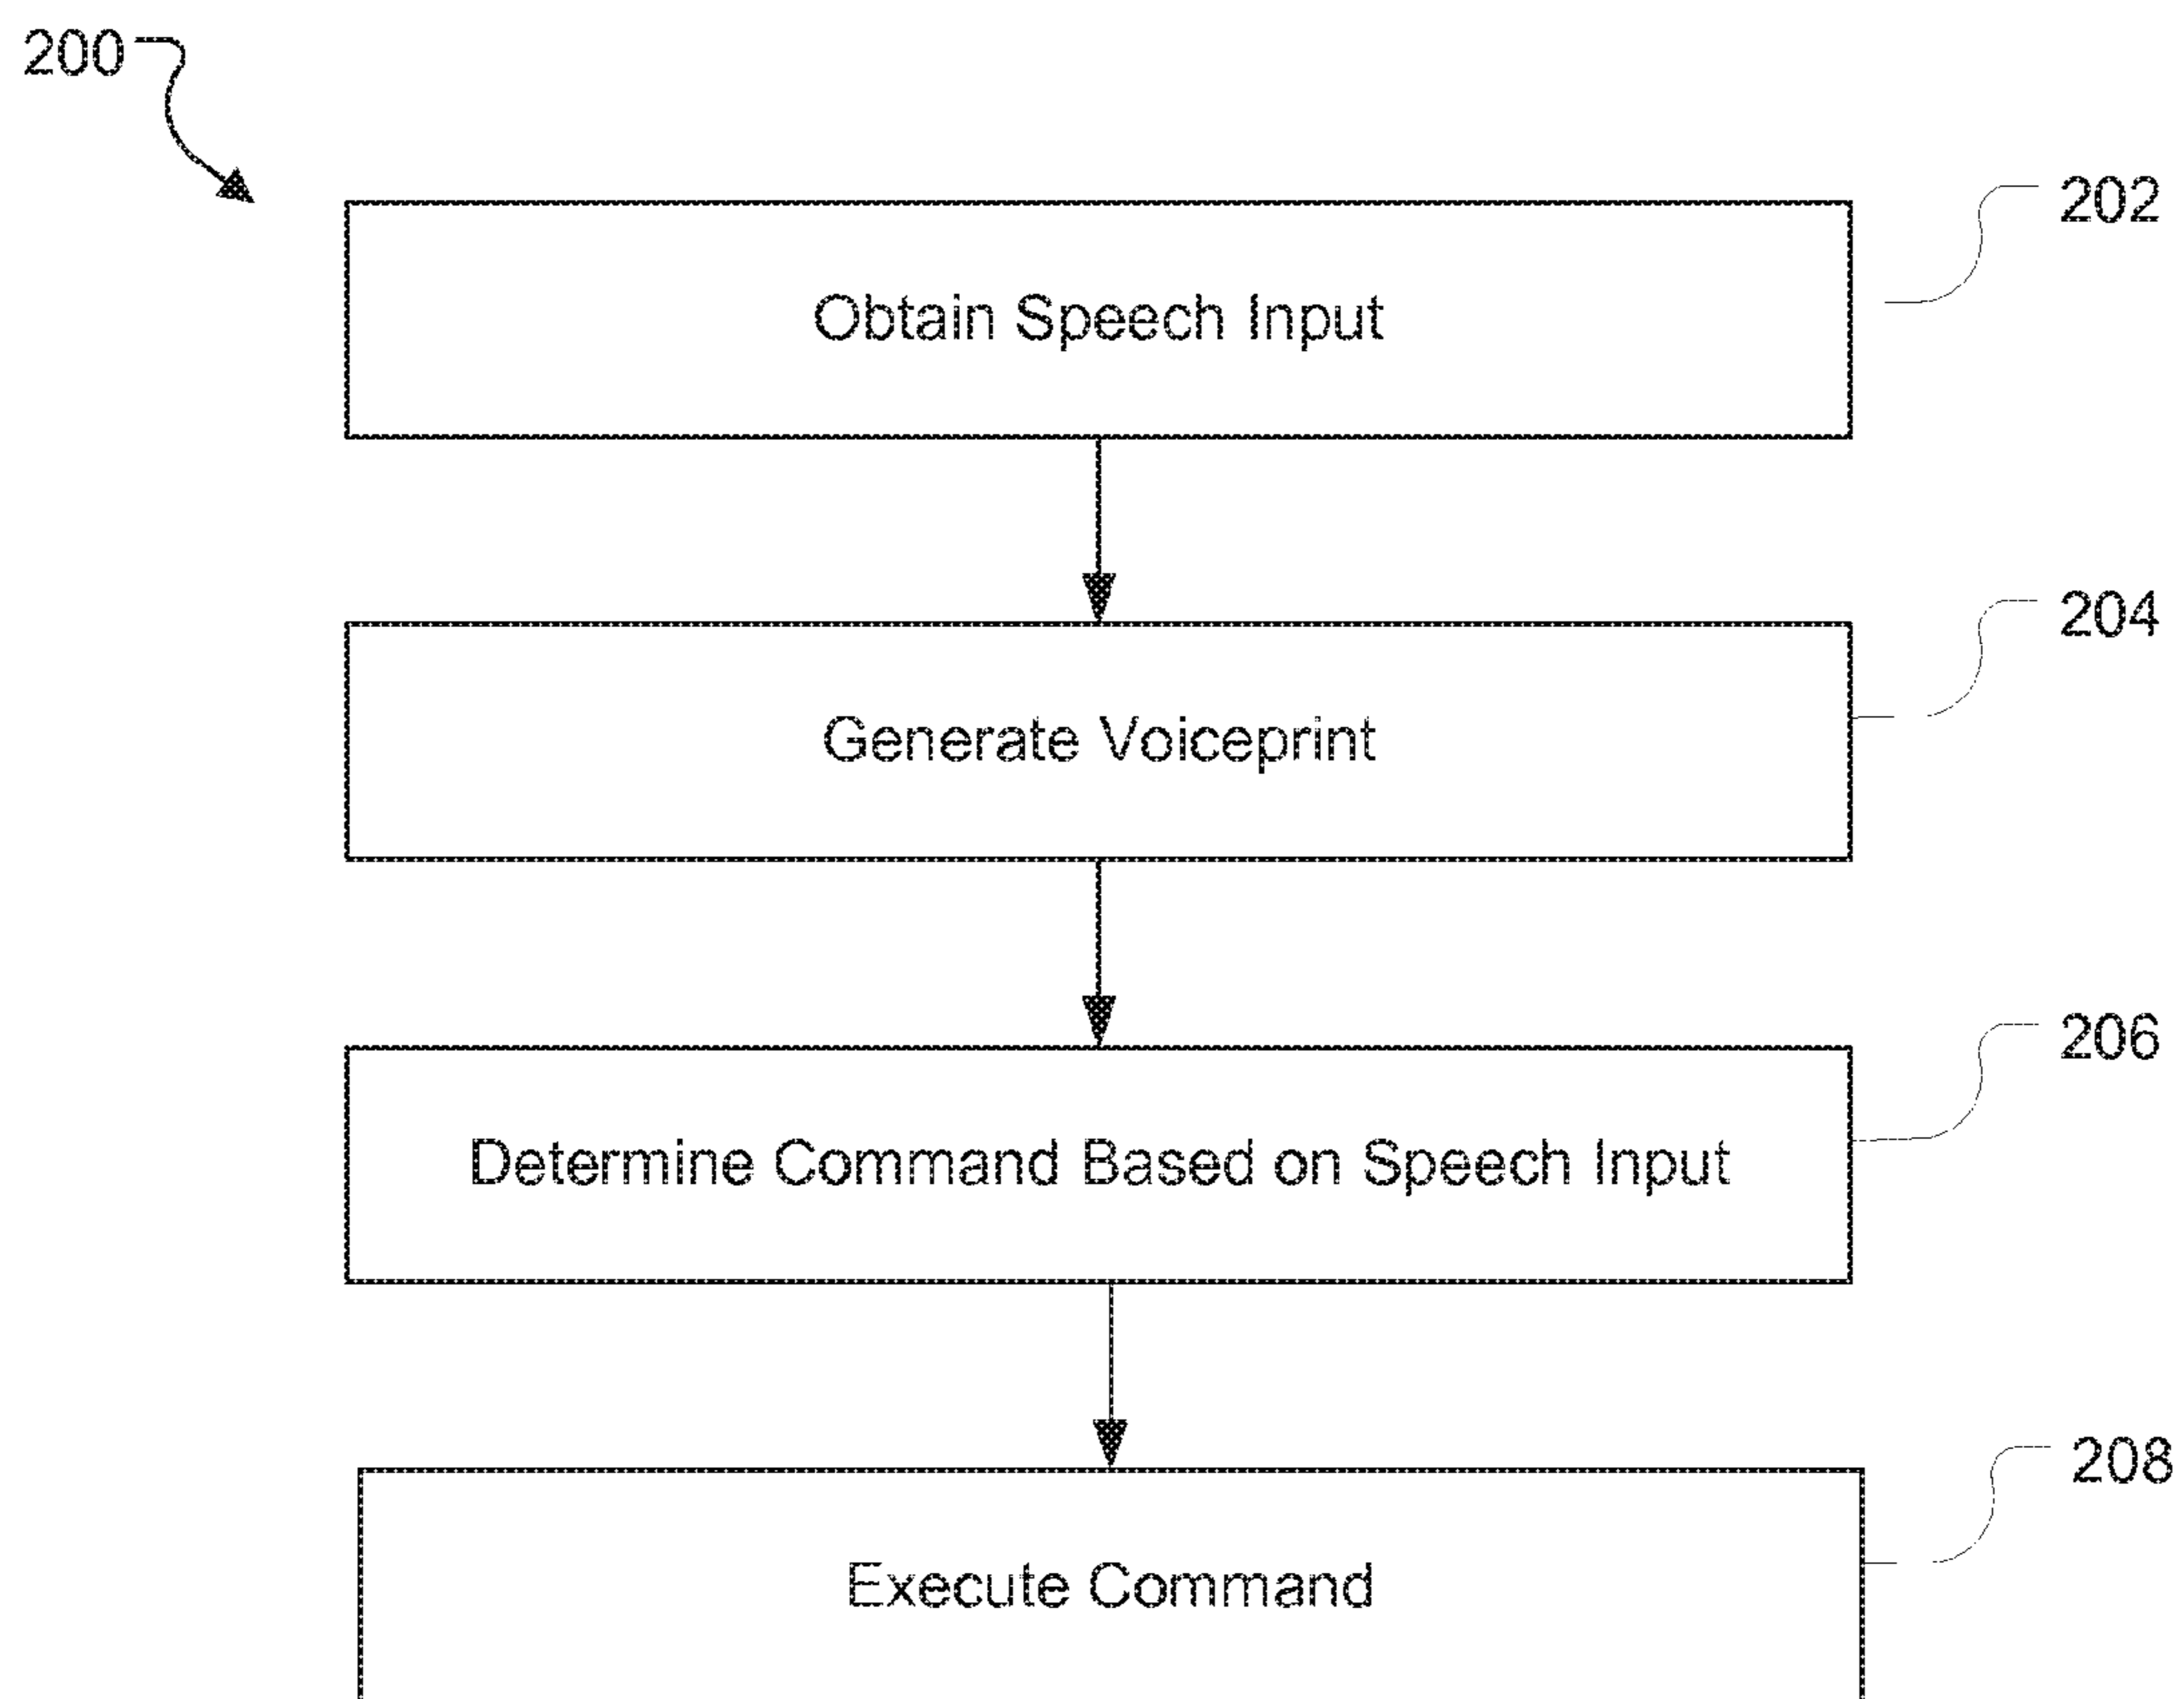 200
202
Obtain Speech Input
204
Generate Voiceprint
206
Determine Command Based on Speech Input
208
Execute Command